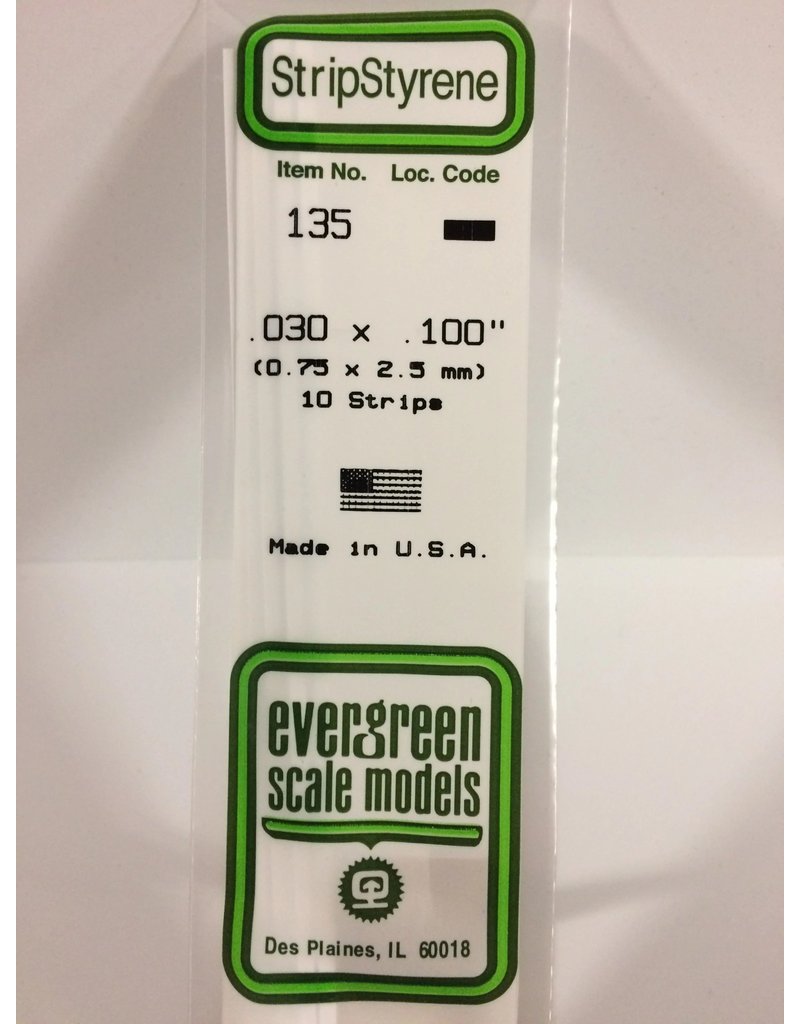 StripStyrene
Item No. Loc. Code
135
.030 x .100"
(0.75 x 2.5 mm)
10 Strips
Made in U.S.A.
evergreen
scale models
Des Plaines, IL 60018